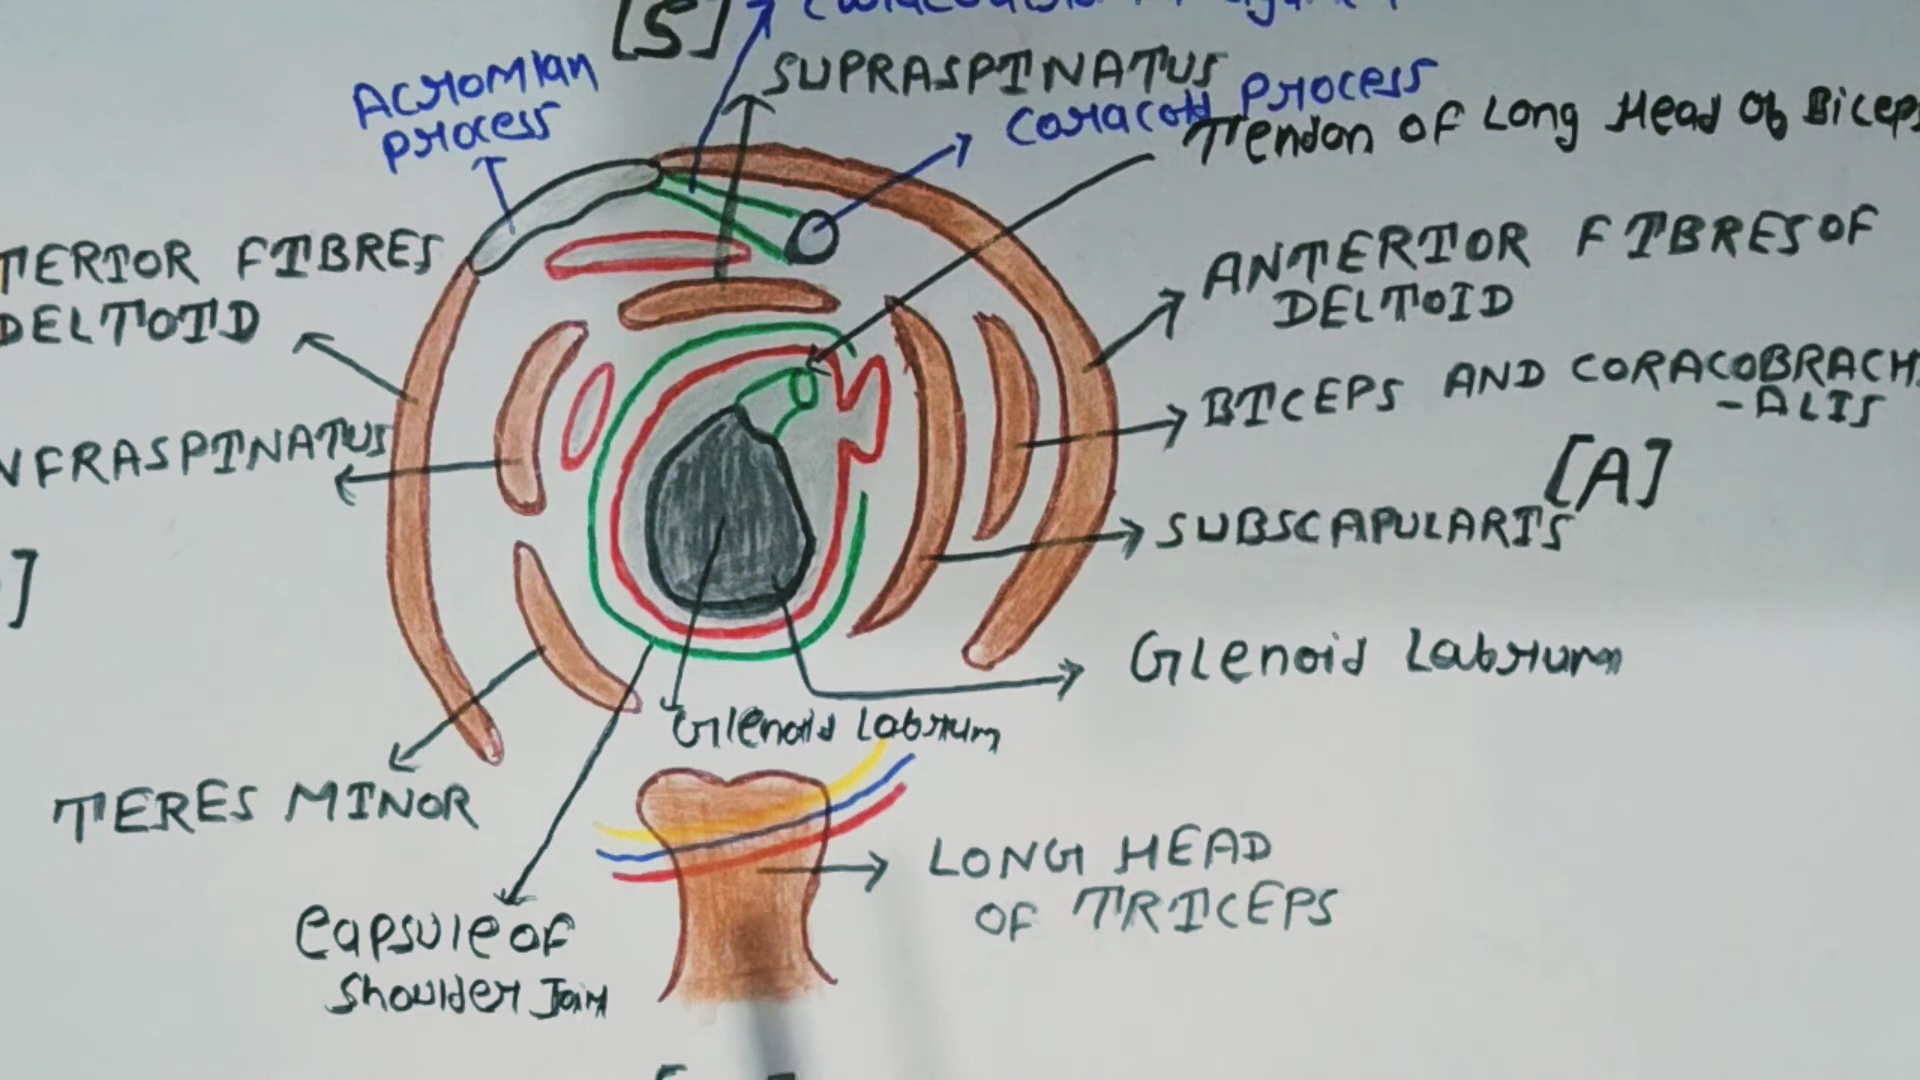 [S]
SUPRASPINATUS
Acromian
process
coracoid process
Tendon of Long Head of Biceps
TERIOR FIBRES
DELTOID
ANTERIOR FIBRES OF
DELTOID
BICEPS AND CORACOBRACH
-ALIS
NFRASPINATUS
[A]
SUBSCAPULARIS
]
Glenoid Labrum
Glenoid Labrum
TERES MINOR
LONG HEAD
OF TRICEPS
Capsule of
Shoulder Join